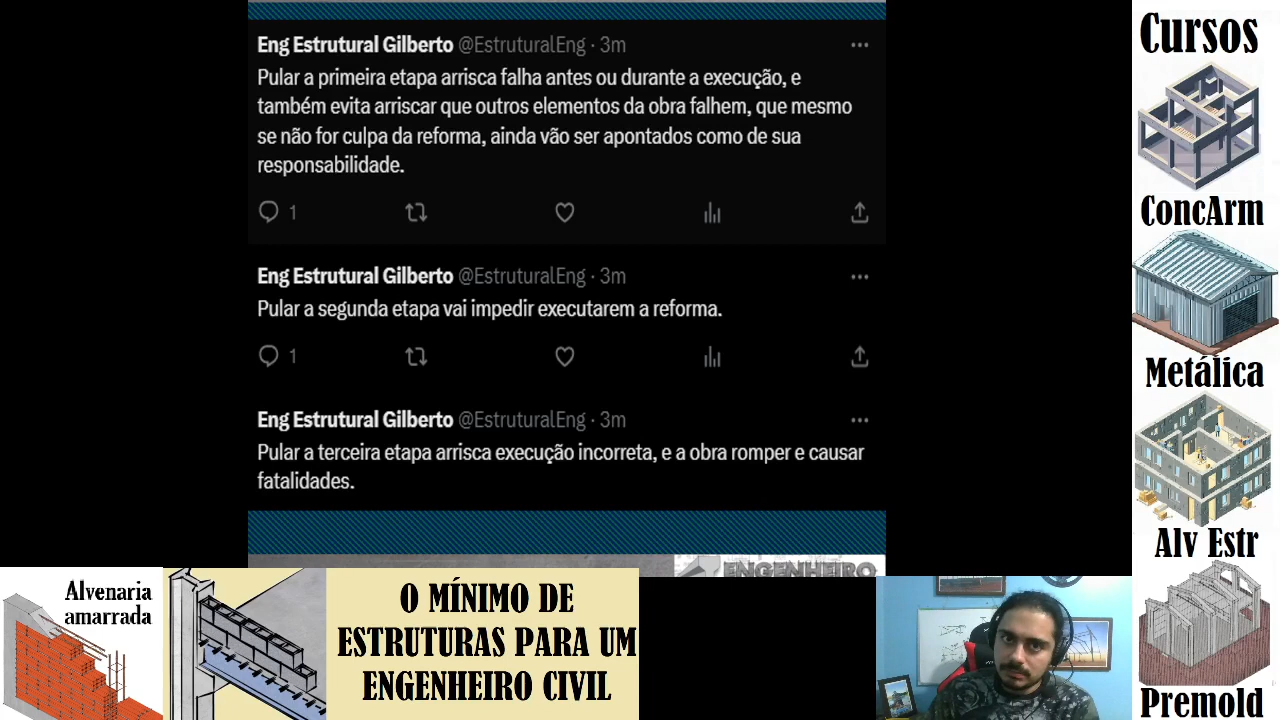 Eng Estrutural Gilberto @EstruturalEng · 3m
Pular a primeira etapa arrisca falha antes ou durante a execução, e
também evita arriscar que outros elementos da obra falhem, que mesmo
se não for culpa da reforma, ainda vão ser apontados como de sua
responsabilidade.
1
Eng Estrutural Gilberto @EstruturalEng · 3m
Pular a segunda etapa vai impedir executarem a reforma.
1
Eng Estrutural Gilberto @EstruturalEng · 3m
Pular a terceira etapa arrisca execução incorreta, e a obra romper e causar
fatalidades.
ENGENHEIRO
Alvenaria
amarrada
O MÍNIMO DE
ESTRUTURAS PARA UM
ENGENHEIRO CIVIL
Cursos
ConcArm
Metálica
Alv Estr
Premold